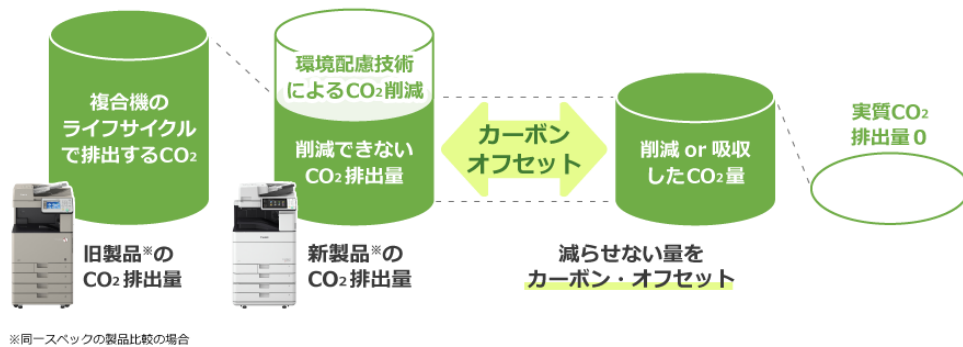 複合機の
ライフサイクル
で排出するCO₂
旧製品※の
CO₂排出量
環境配慮技術
によるCO₂削減
削減できない
CO₂排出量
新製品※の
CO₂排出量
カーボン
オフセット
削減 or 吸収
したCO₂量
減らせない量を
カーボン・オフセット
実質CO₂
排出量０
※同一スペックの製品比較の場合